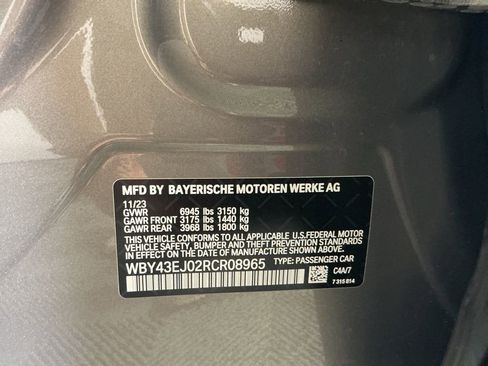 MFD BY BAYERISCHE MOTOREN WERKE AG
11/23
GVWR 6945 lbs 3150 kg
GAWR FRONT 3175 lbs 1440 kg
GAWR REAR 3968 lbs 1800 kg
THIS VEHICLE CONFORMS TO ALL APPLICABLE U.S.FEDERAL MOTOR
VEHICLE SAFETY, BUMPER AND THEFT PREVENTION STANDARDS
IN EFFECT ON THE DATE OF MANUFACTURE SHOWN ABOVE.
WBY43EJ02RCR08965 TYPE: PASSENGER CAR
C4A/7
7 315 814